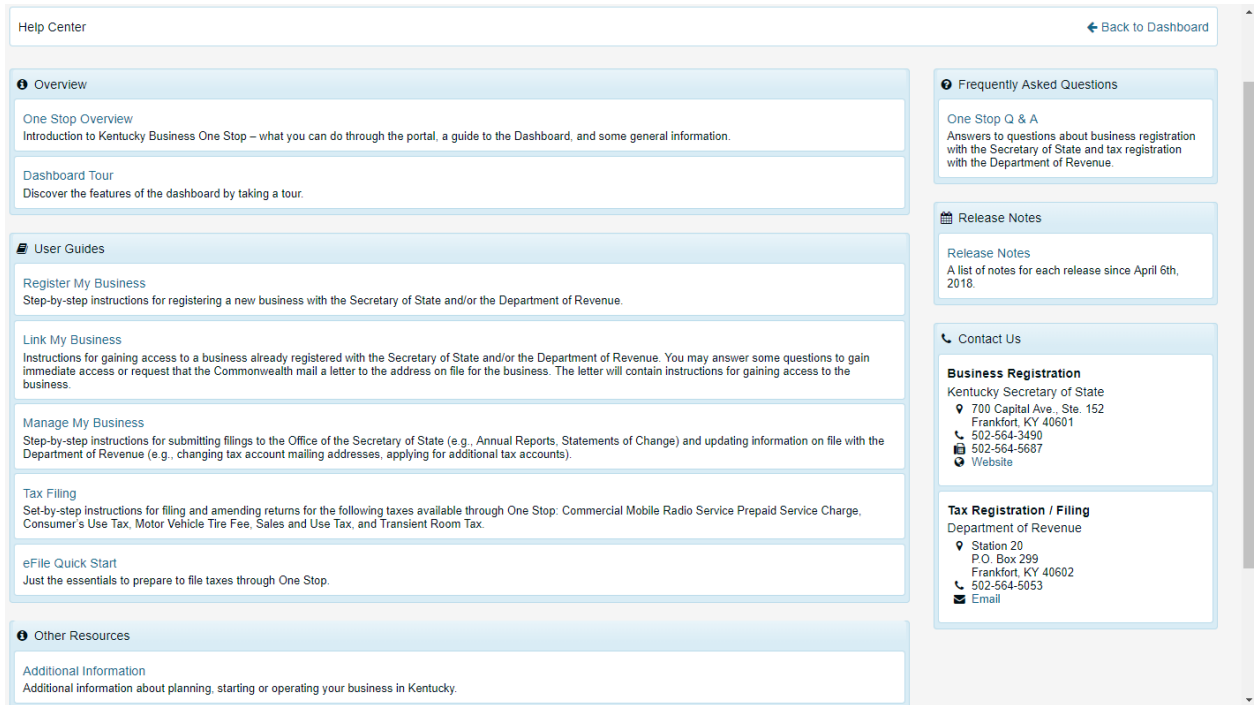 Help Center
Back to Dashboard
Overview
One Stop Overview
Introduction to Kentucky Business One Stop – what you can do through the portal, a guide to the Dashboard, and some general information.
Dashboard Tour
Discover the features of the dashboard by taking a tour.
User Guides
Register My Business
Step-by-step instructions for registering a new business with the Secretary of State and/or the Department of Revenue.
Link My Business
Instructions for gaining access to a business already registered with the Secretary of State and/or the Department of Revenue. You may answer some questions to gain
immediate access or request that the Commonwealth mail a letter to the address on file for the business. The letter will contain instructions for gaining access to the
business.
Manage My Business
Step-by-step instructions for submitting filings to the Office of the Secretary of State (e.g., Annual Reports, Statements of Change) and updating information on file with the
Department of Revenue (e.g., changing tax account mailing addresses, applying for additional tax accounts).
Tax Filing
Set-by-step instructions for filing and amending returns for the following taxes available through One Stop: Commercial Mobile Radio Service Prepaid Service Charge,
Consumer's Use Tax, Motor Vehicle Tire Fee, Sales and Use Tax, and Transient Room Tax.
eFile Quick Start
Just the essentials to prepare to file taxes through One Stop.
Other Resources
Additional Information
Additional information about planning, starting or operating your business in Kentucky.
Frequently Asked Questions
One Stop Q & A
Answers to questions about business registration
with the Secretary of State and tax registration
with the Department of Revenue.
Release Notes
Release Notes
A list of notes for each release since April 6th,
2018.
Contact Us
Business Registration
Kentucky Secretary of State
700 Capital Ave., Ste. 152
Frankfort, KY 40601
502-564-3490
502-564-5687
Website
Tax Registration / Filing
Department of Revenue
Station 20
P.O. Box 299
Frankfort, KY 40602
502-564-5053
Email